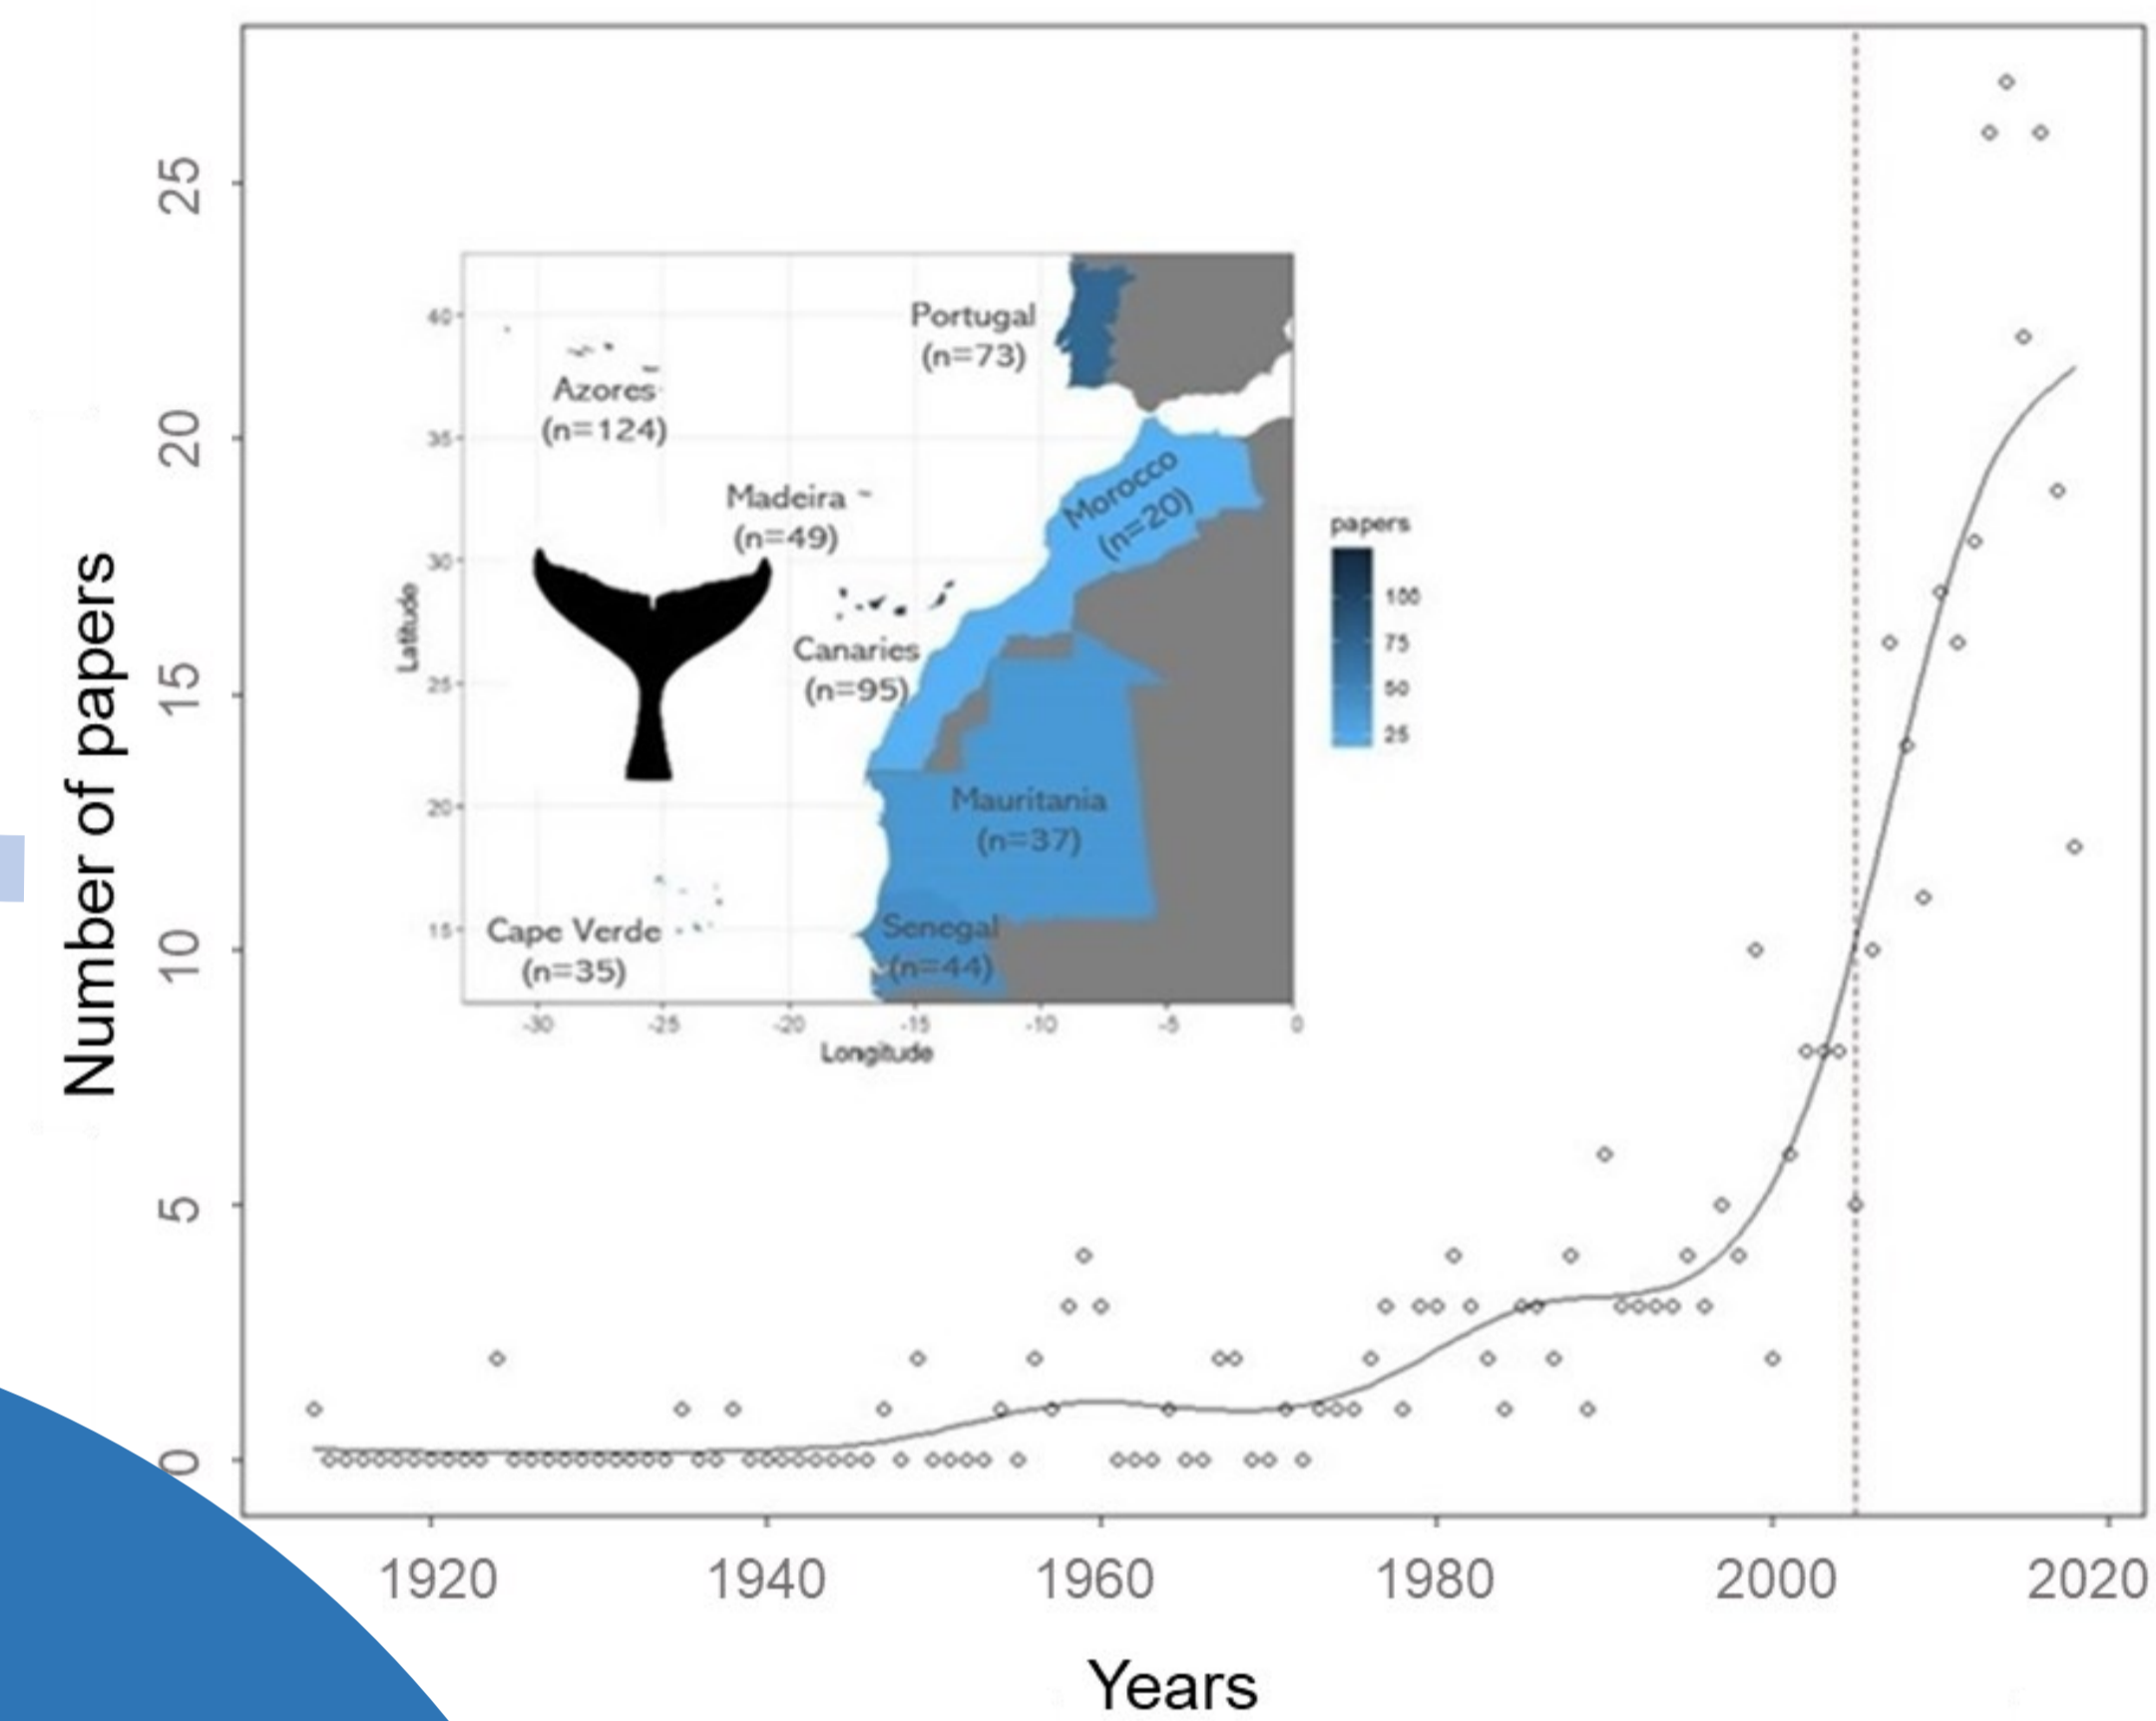 Number of papers
25
20
15
10
5
0
40
35
30
25
20
15
Latitude
Portugal
(n=73)
Azores
(n=124)
Madeira
(n=49)
Morocco
(n=20)
Canaries
(n=95)
Mauritania
(n=37)
Cape Verde
(n=35)
Senegal
(n=44)
-30 -25 -20 -15 -10 -5 0
Longitude
papers
100
75
50
25
1920 1940 1960 1980 2000 2020
Years